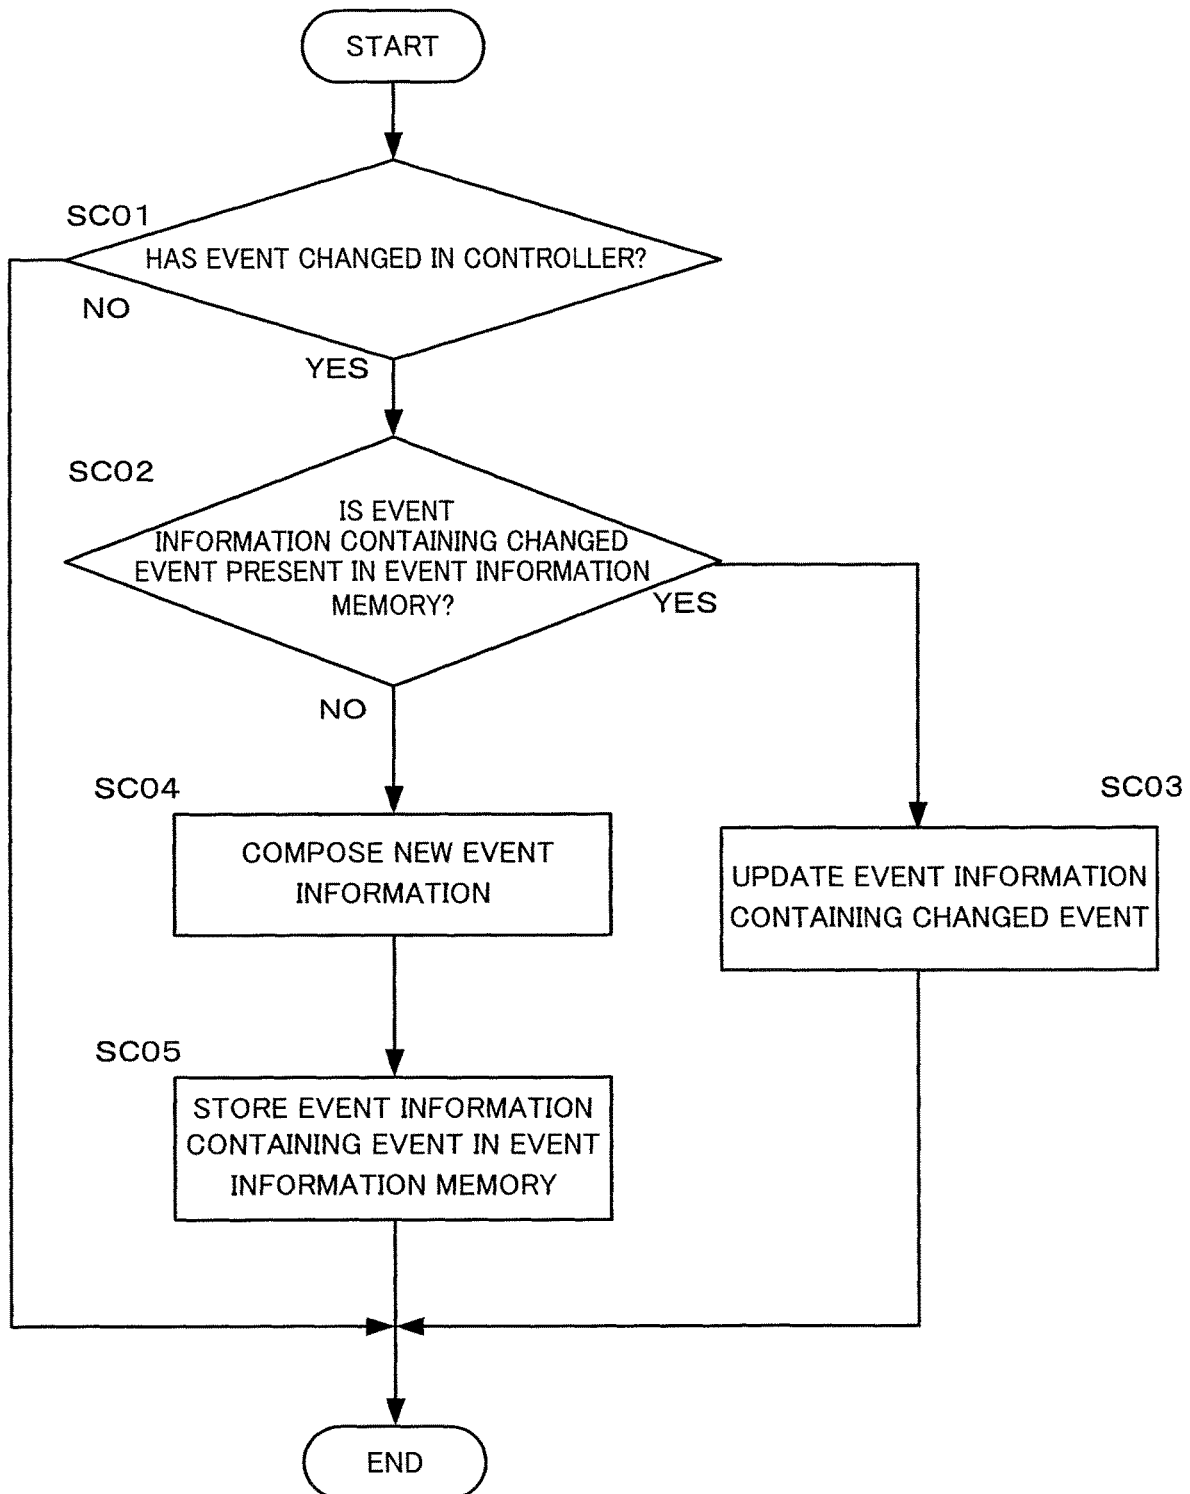 START
SC01
HAS EVENT CHANGED IN CONTROLLER?
NO
YES
SC02
IS EVENT
INFORMATION CONTAINING CHANGED
EVENT PRESENT IN EVENT INFORMATION
MEMORY?
YES
NO
SC04
COMPOSE NEW EVENT
INFORMATION
SC03
UPDATE EVENT INFORMATION
CONTAINING CHANGED EVENT
SC05
STORE EVENT INFORMATION
CONTAINING EVENT IN EVENT
INFORMATION MEMORY
END